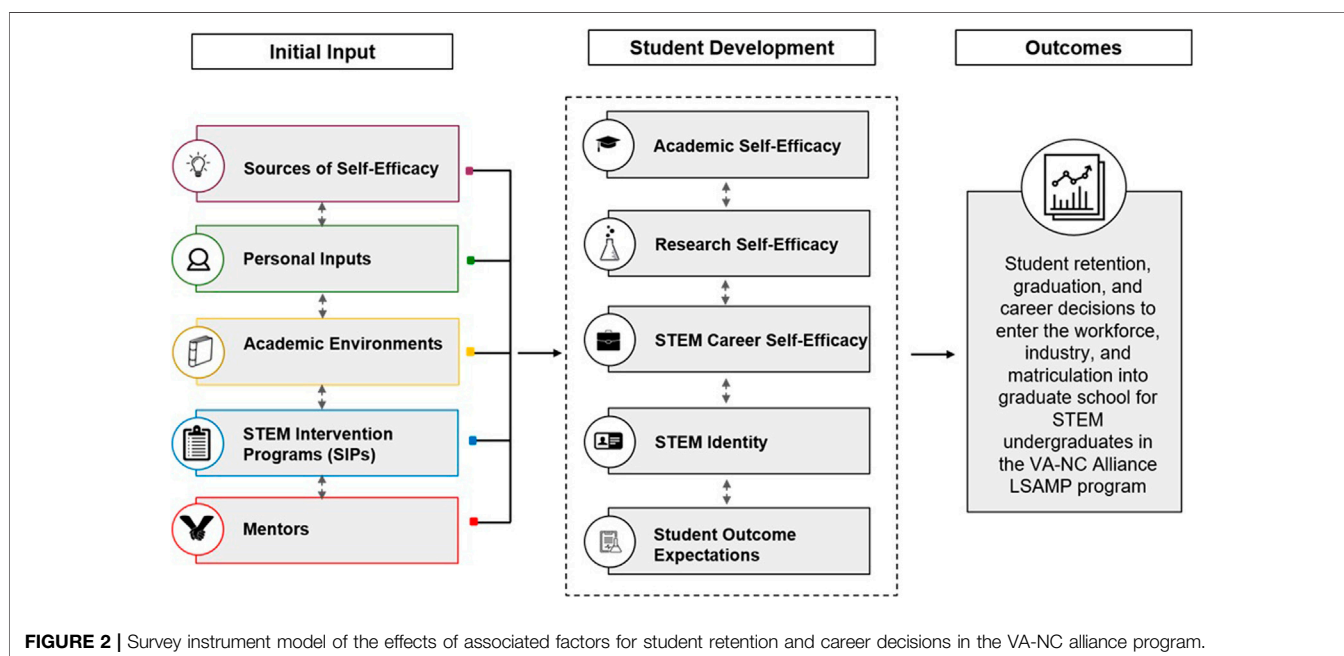 Initial Input
Student Development
Outcomes
Sources of Self-Efficacy
Personal Inputs
Academic Environments
STEM Intervention
Programs (SIPs)
Mentors
Academic Self-Efficacy
Research Self-Efficacy
STEM Career Self-Efficacy
STEM Identity
Student Outcome
Expectations
Student retention,
graduation, and
career decisions to
enter the workforce,
industry, and
matriculation into
graduate school for
STEM
undergraduates in
the VA-NC Alliance
LSAMP program
FIGURE 2 | Survey instrument model of the effects of associated factors for student retention and career decisions in the VA-NC alliance program.